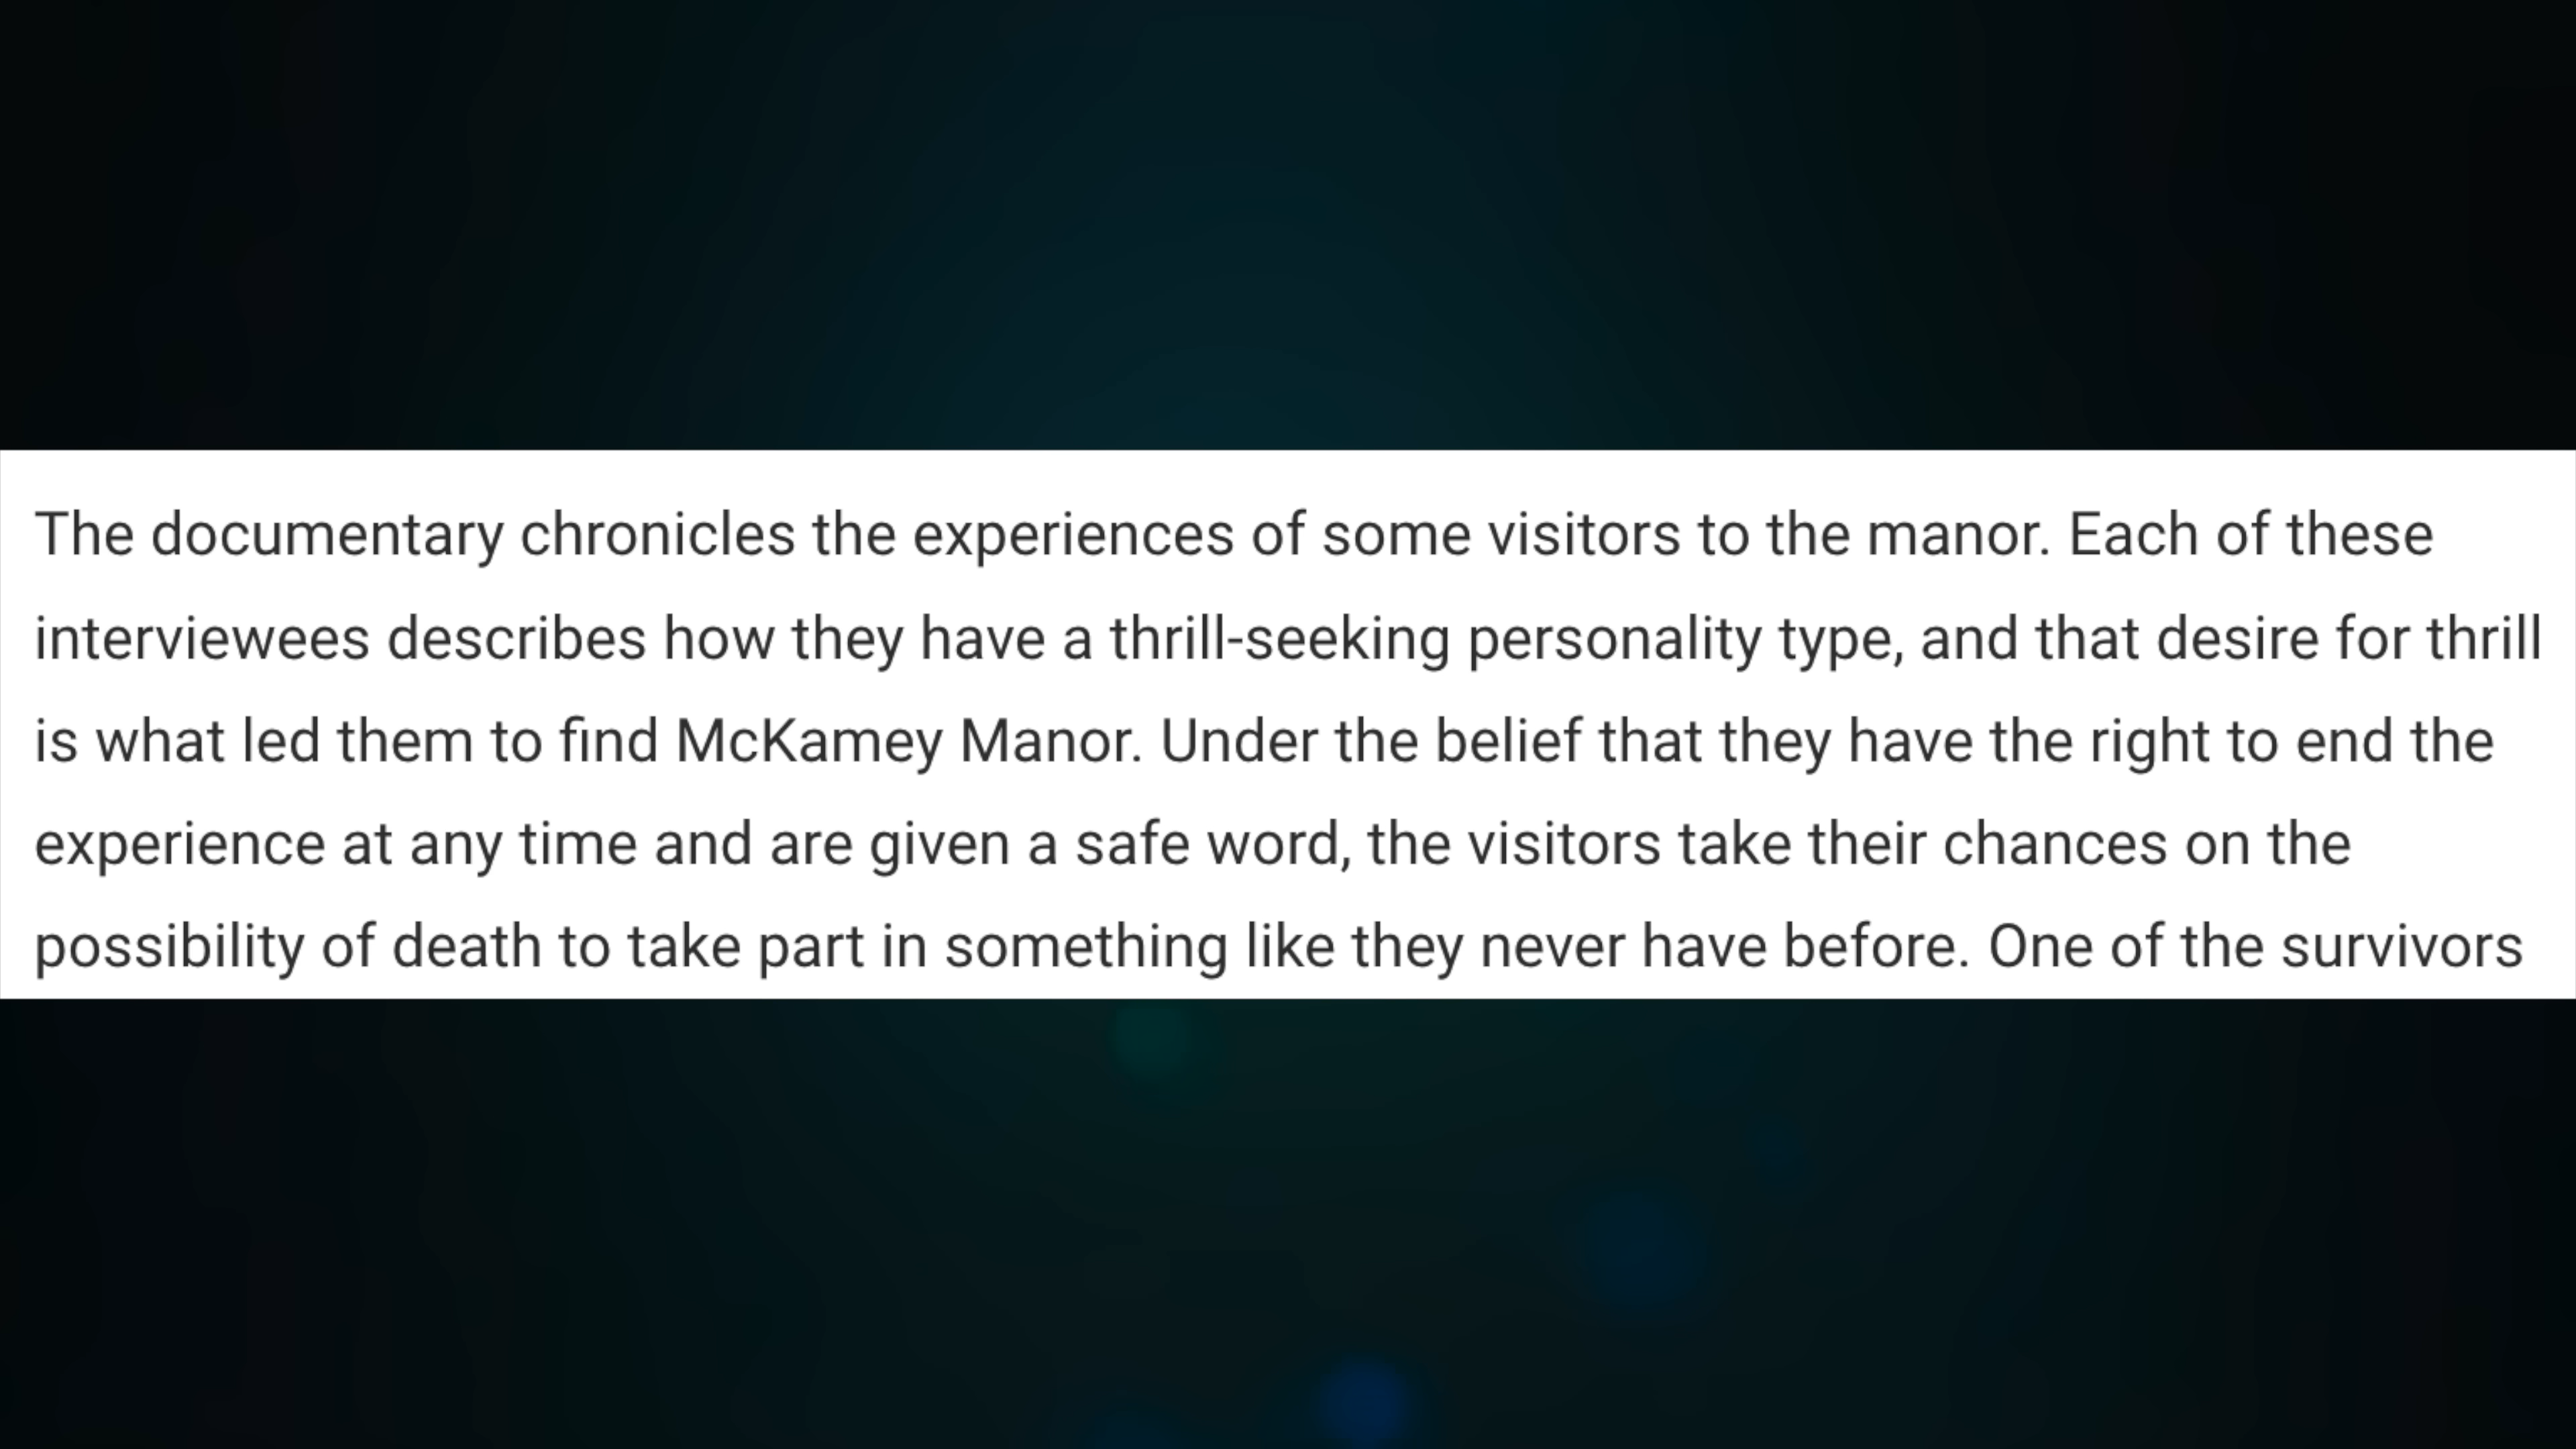 The documentary chronicles the experiences of some visitors to the manor. Each of these
interviewees describes how they have a thrill-seeking personality type, and that desire for thrill
is what led them to find McKamey Manor. Under the belief that they have the right to end the
experience at any time and are given a safe word, the visitors take their chances on the
possibility of death to take part in something like they never have before. One of the survivors